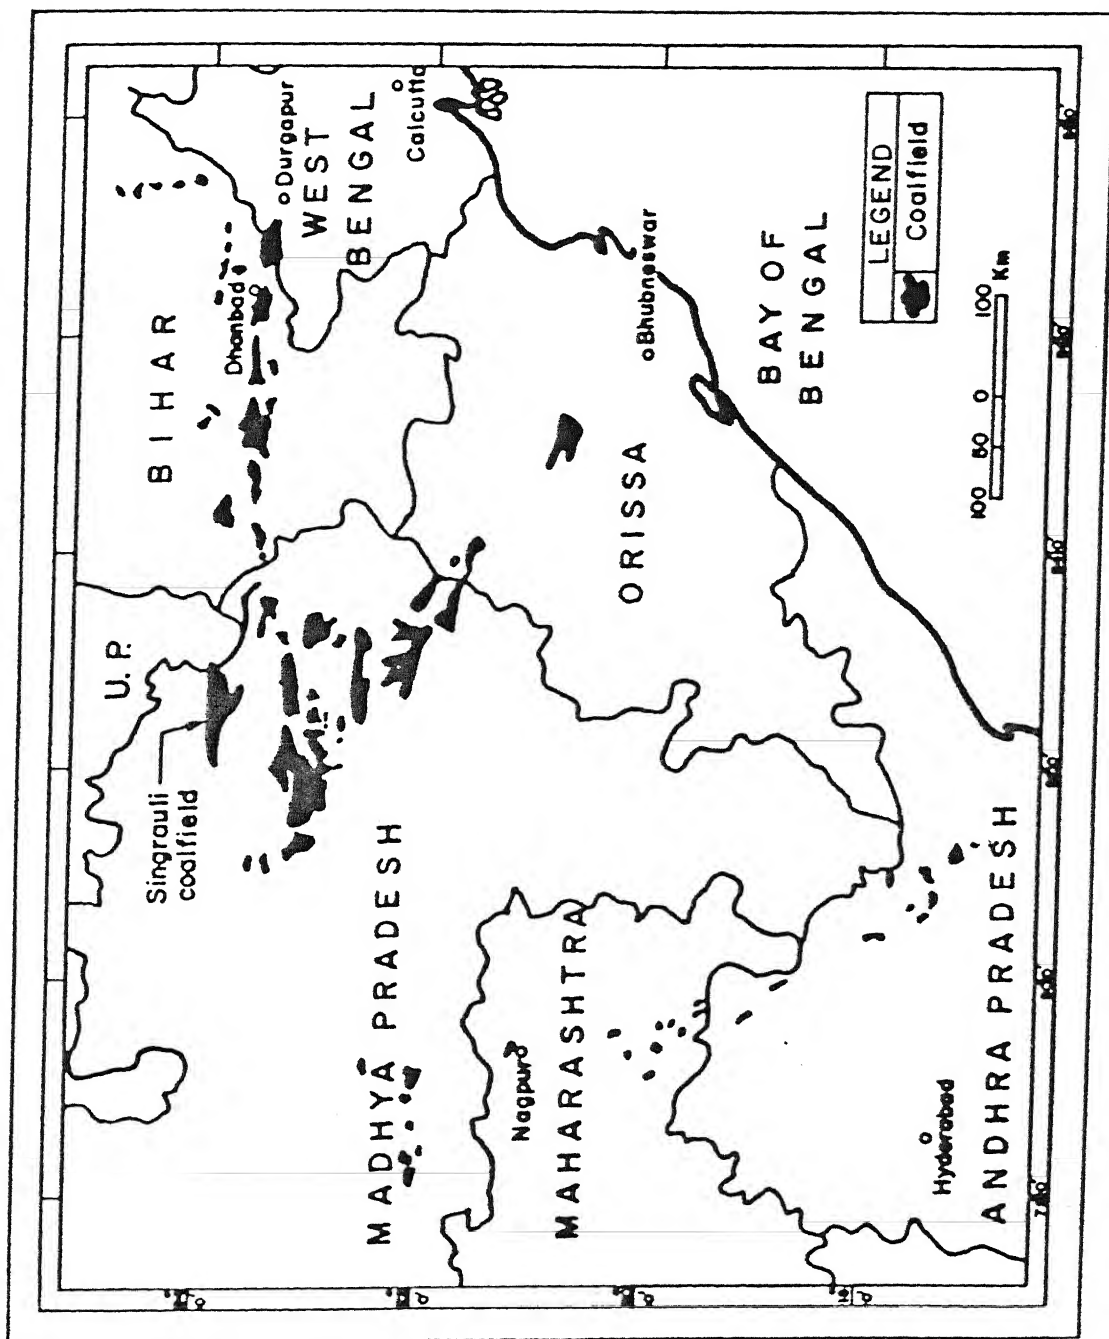 U.P.
BIHAR
Singrauli
coalfield
Dhanbad
Durgapur
WEST
BENGAL
Calcutta
MADHYA PRADESH
ORISSA
Bhubneswar
Nagpur
MAHARASHTRA
BAY OF
BENGAL
Hyderabad
ANDHRA PRADESH
LEGEND
Coalfield
100 50 0 100 Km